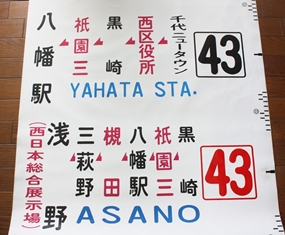 43
千代ニュータウン
西区役所
黒崎
祇園三
八幡駅
YAHATA STA.
43
祇園三
黒崎
八幡駅
槻田
三萩野
浅野
(西日本総合展示場)
ASANO